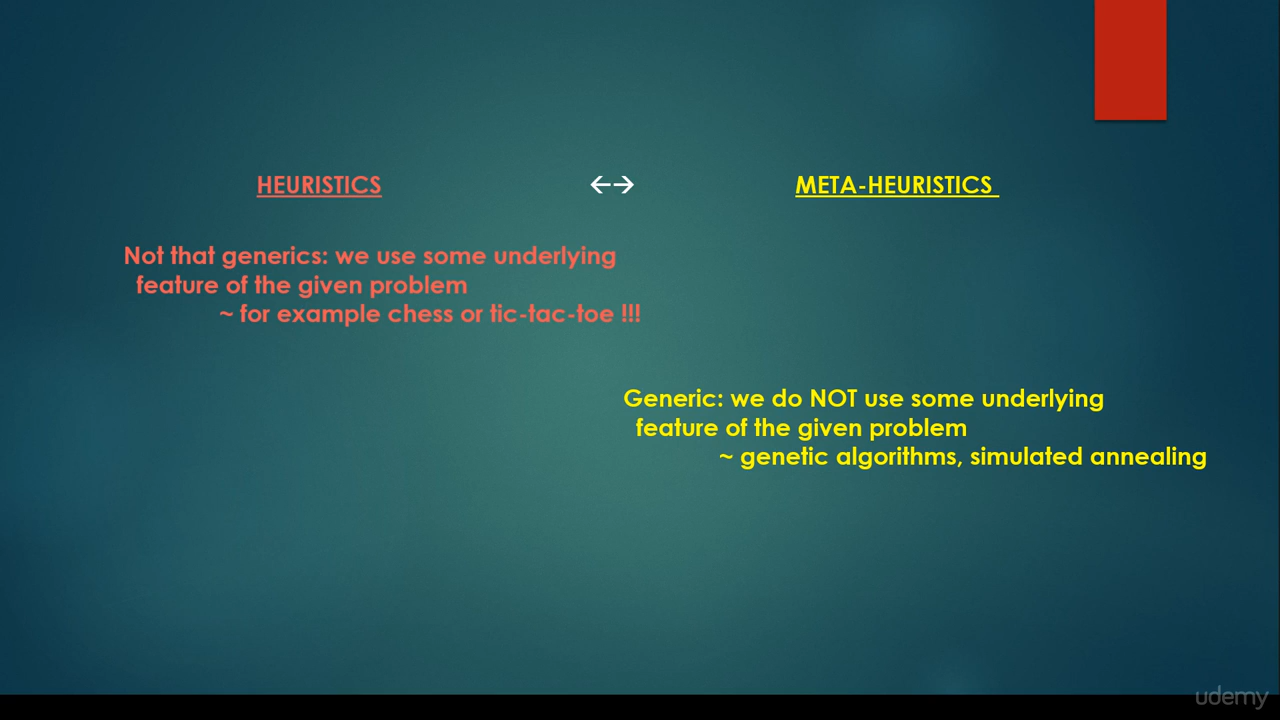 HEURISTICS ←→ META-HEURISTICS
Not that generics: we use some underlying
feature of the given problem
~ for example chess or tic-tac-toe !!!
Generic: we do NOT use some underlying
feature of the given problem
~ genetic algorithms, simulated annealing
udemy